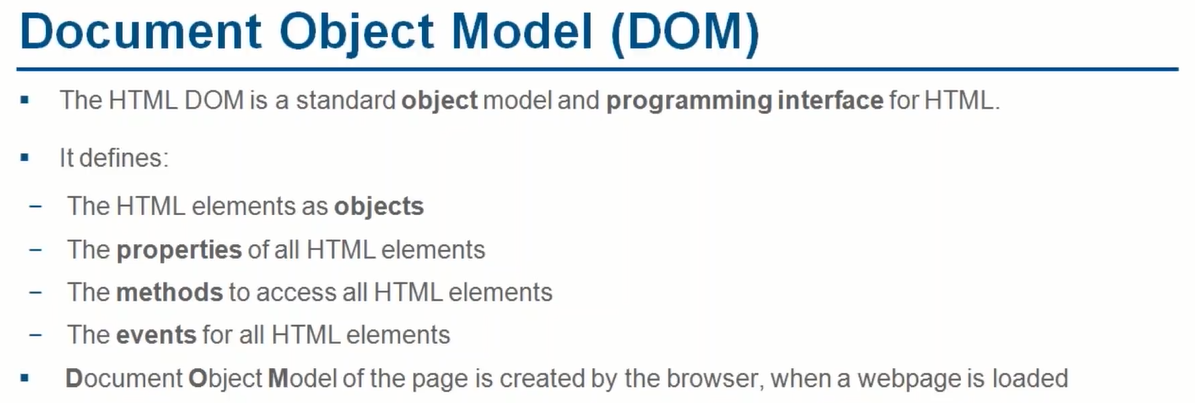 Document Object Model (DOM)
▪ The HTML DOM is a standard object model and programming interface for HTML.
▪ It defines:
– The HTML elements as objects
– The properties of all HTML elements
– The methods to access all HTML elements
– The events for all HTML elements
▪ Document Object Model of the page is created by the browser, when a webpage is loaded